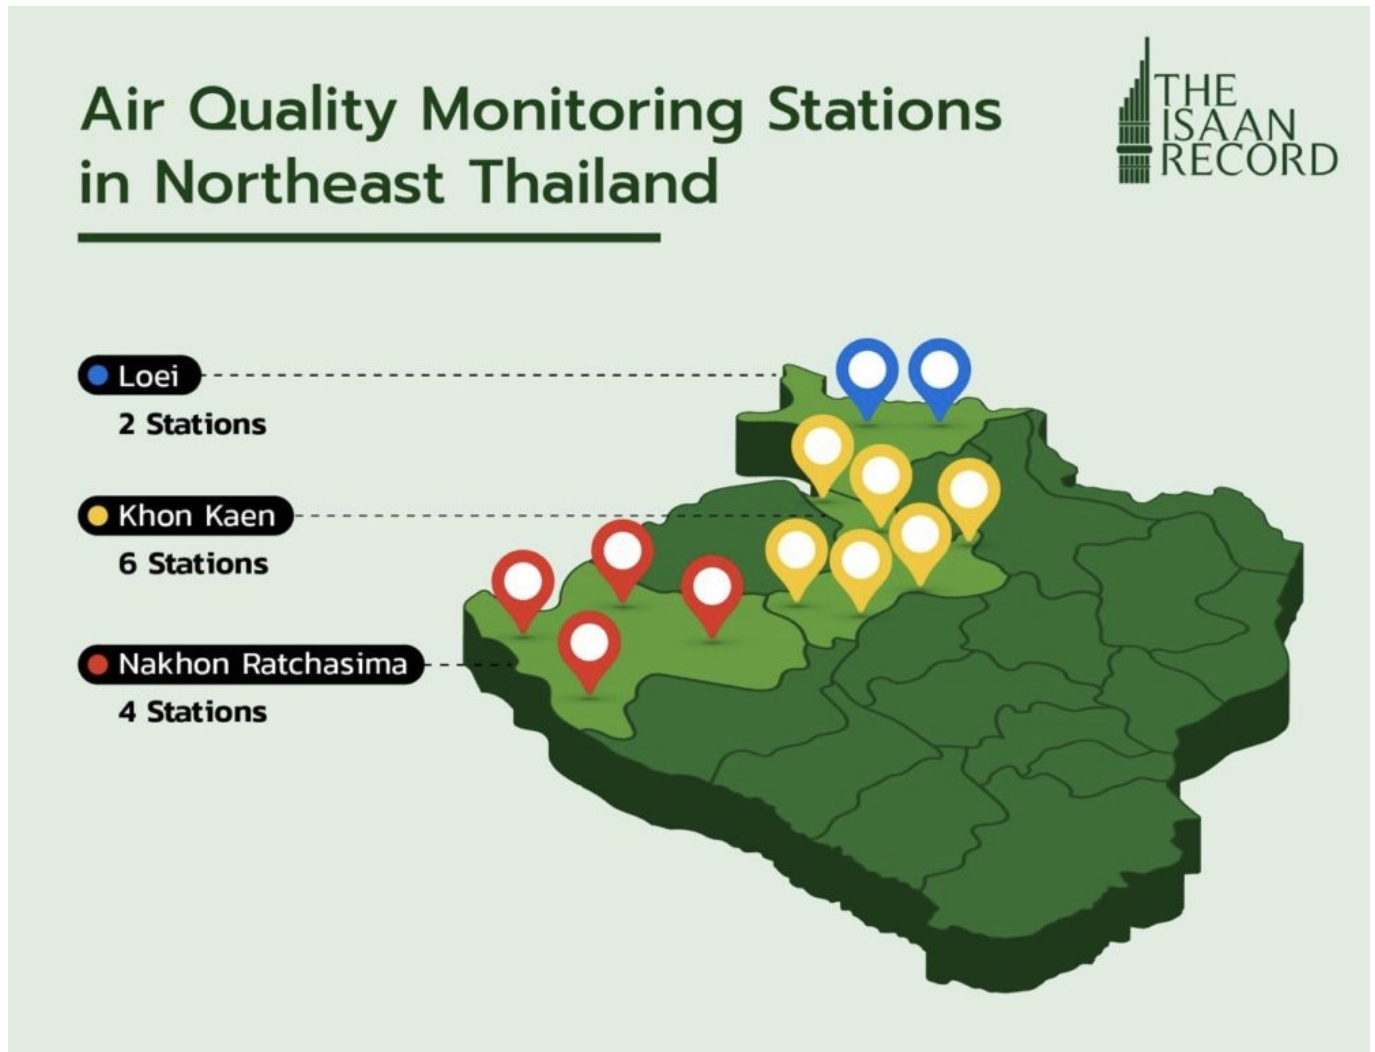 Air Quality Monitoring Stations
in Northeast Thailand
THE
ISAAN
RECORD
Loei
2 Stations
Khon Kaen
6 Stations
Nakhon Ratchasima
4 Stations